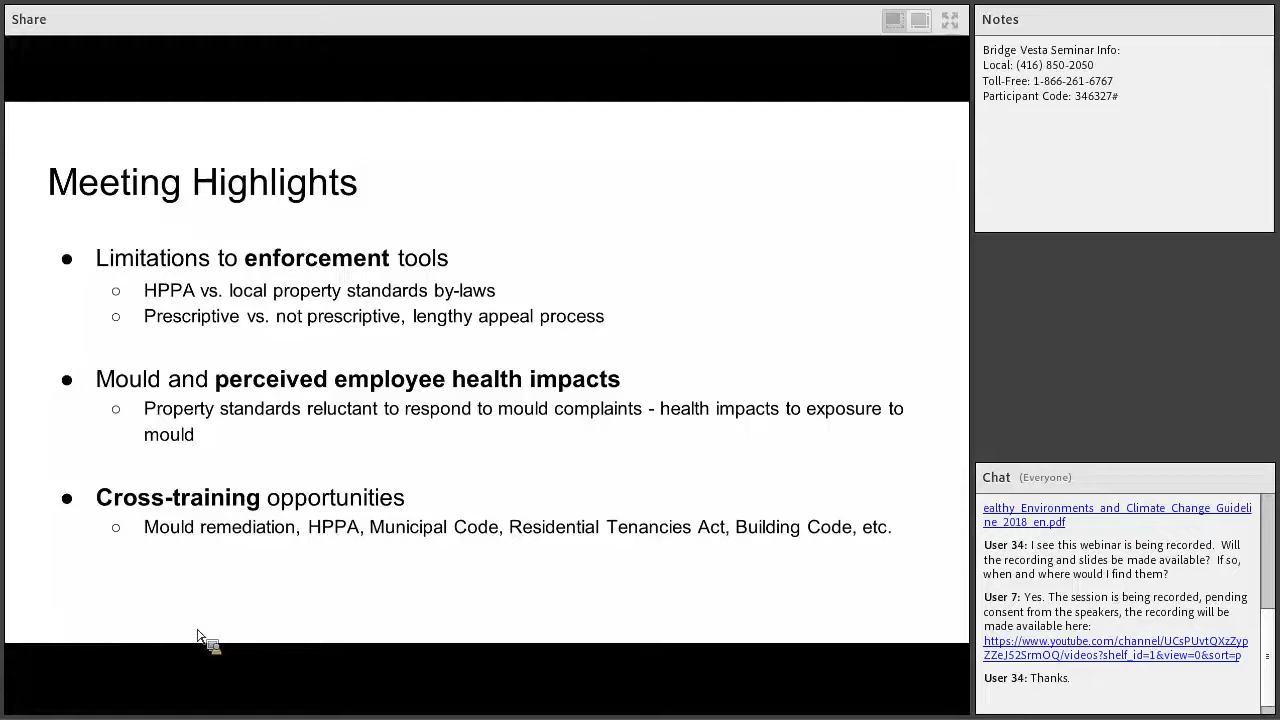 Share
Meeting Highlights
● Limitations to enforcement tools
○ HPPA vs. local property standards by-laws
○ Prescriptive vs. not prescriptive, lengthy appeal process
● Mould and perceived employee health impacts
○ Property standards reluctant to respond to mould complaints - health impacts to exposure to
mould
● Cross-training opportunities
○ Mould remediation, HPPA, Municipal Code, Residential Tenancies Act, Building Code, etc.
Notes
Bridge Vesta Seminar Info:
Local: (416) 850-2050
Toll-Free: 1-866-261-6767
Participant Code: 346327#
Chat (Everyone)
ealthy_Environments_and_Climate_Change_Guideli
ne_2018_en.pdf
User 34: I see this webinar is being recorded. Will
the recording and slides be made available? If so,
when and where would I find them?
User 7: Yes. The session is being recorded, pending
consent from the speakers, the recording will be
made available here:
https://www.youtube.com/channel/UCsPUvtQXzZyp
ZZeJ52SrmOQ/videos?shelf_id=1&view=0&sort=p
User 34: Thanks.